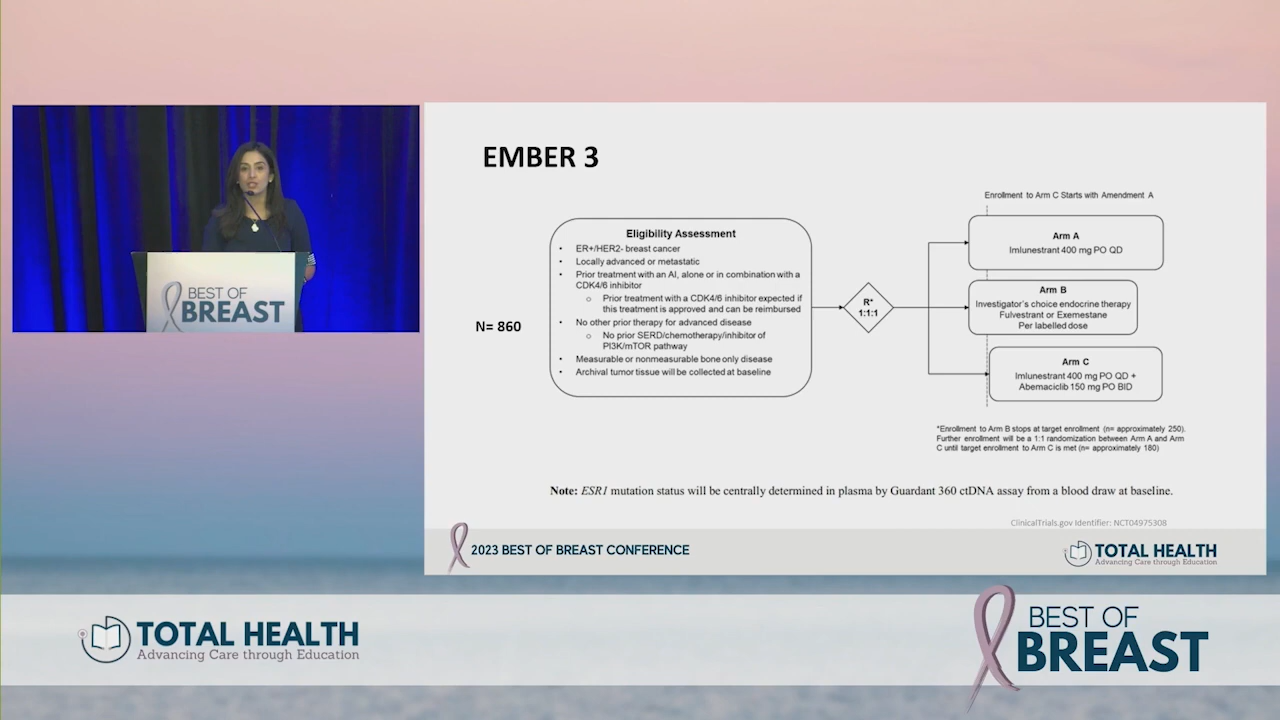 EMBER 3
N= 860
Eligibility Assessment
• ER+/HER2- breast cancer
• Locally advanced or metastatic
• Prior treatment with an AI, alone or in combination with a
CDK4/6 inhibitor
o Prior treatment with a CDK4/6 inhibitor expected if
this treatment is approved and can be reimbursed
• No other prior therapy for advanced disease
o No prior SERD/chemotherapy/inhibitor of
PI3K/mTOR pathway
• Measurable or nonmeasurable bone only disease
• Archival tumor tissue will be collected at baseline
R*
1:1:1
Enrollment to Arm C Starts with Amendment A
Arm A
Imlunestrant 400 mg PO QD
Arm B
Investigator's choice endocrine therapy
Fulvestrant or Exemestane
Per labelled dose
Arm C
Imlunestrant 400 mg PO QD +
Abemaciclib 150 mg PO BID
*Enrollment to Arm B stops at target enrollment (n= approximately 250).
Further enrollment will be a 1:1 randomization between Arm A and Arm
C until target enrollment to Arm C is met (n= approximately 180)
Note: ESR1 mutation status will be centrally determined in plasma by Guardant 360 ctDNA assay from a blood draw at baseline.
ClinicalTrials.gov Identifier: NCT04975308
2023 BEST OF BREAST CONFERENCE
TOTAL HEALTH
Advancing Care through Education
BEST OF
BREAST
TOTAL HEALTH
Advancing Care through Education
BEST OF
BREAST